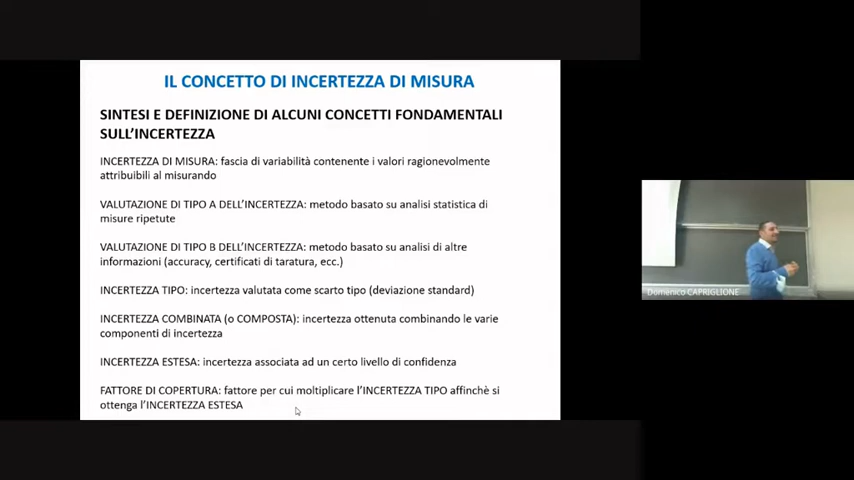 IL CONCETTO DI INCERTEZZA DI MISURA
SINTESI E DEFINIZIONE DI ALCUNI CONCETTI FONDAMENTALI
SULL'INCERTEZZA
INCERTEZZA DI MISURA: fascia di variabilità contenente i valori ragionevolmente
attribuibili al misurando
VALUTAZIONE DI TIPO A DELL'INCERTEZZA: metodo basato su analisi statistica di
misure ripetute
VALUTAZIONE DI TIPO B DELL'INCERTEZZA: metodo basato su analisi di altre
informazioni (accuracy, certificati di taratura, ecc.)
INCERTEZZA TIPO: incertezza valutata come scarto tipo (deviazione standard)
INCERTEZZA COMBINATA (o COMPOSTA): incertezza ottenuta combinando le varie
componenti di incertezza
INCERTEZZA ESTESA: incertezza associata ad un certo livello di confidenza
FATTORE DI COPERTURA: fattore per cui moltiplicare l'INCERTEZZA TIPO affinchè si
ottenga l'INCERTEZZA ESTESA
Domenico CAPRIGLIONE